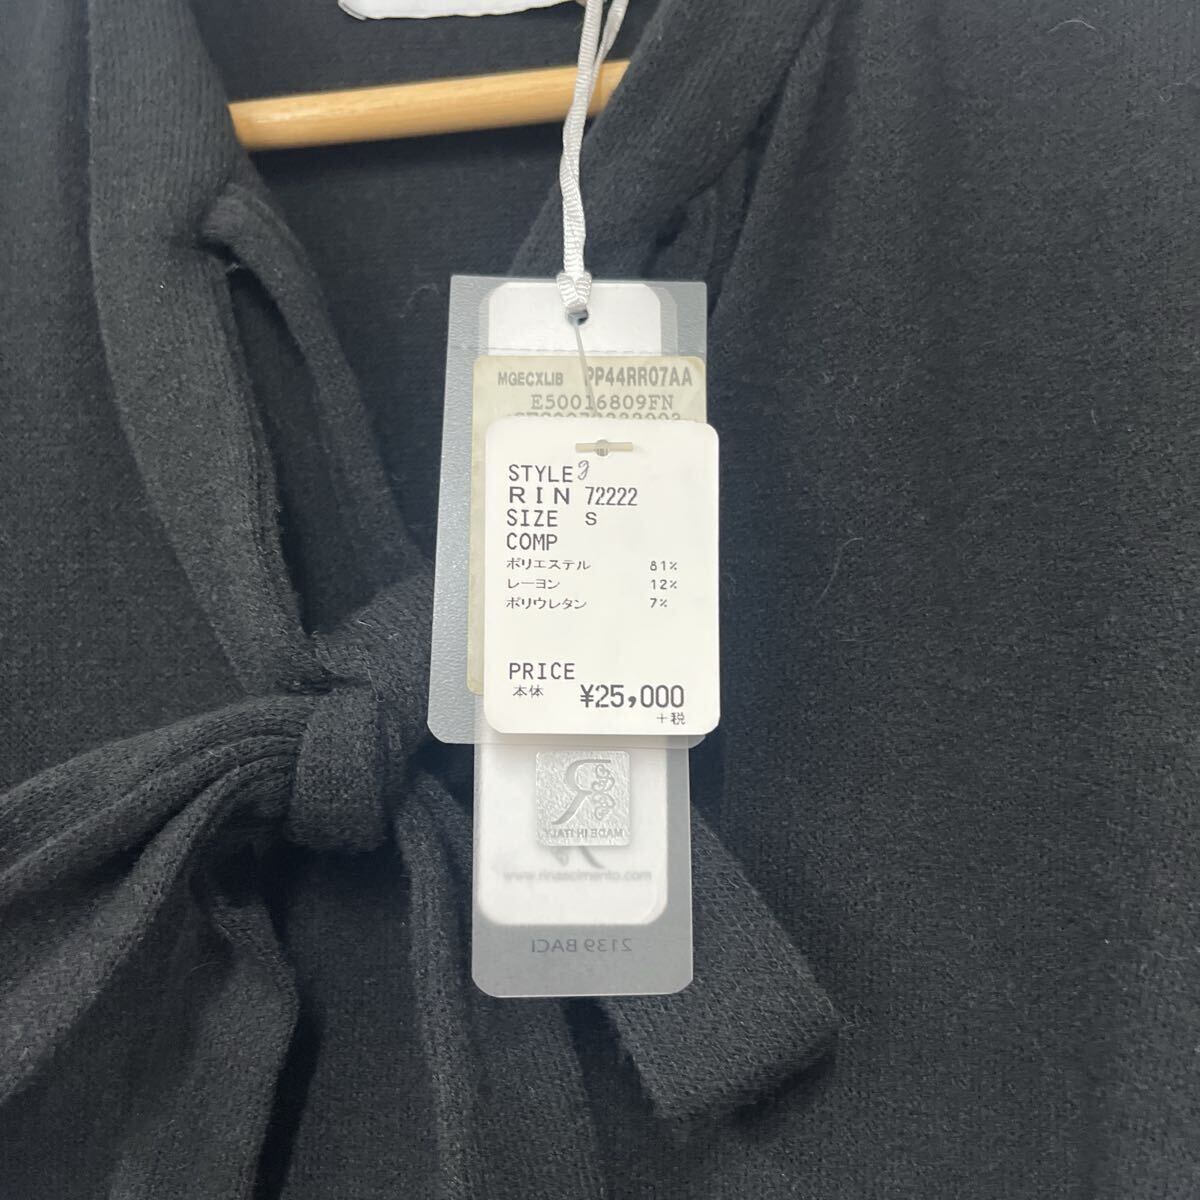 MGECXLIB PP44RR07AA
E50016809FN
STYLE
RIN 72222
SIZE S
COMP
ポリエステル 81%
レーヨン 12%
ポリウレタン 7%
PRICE
本体 ¥25,000
+税
R
MADE IN ITALY
www.rinascimento.com
2139 BACI